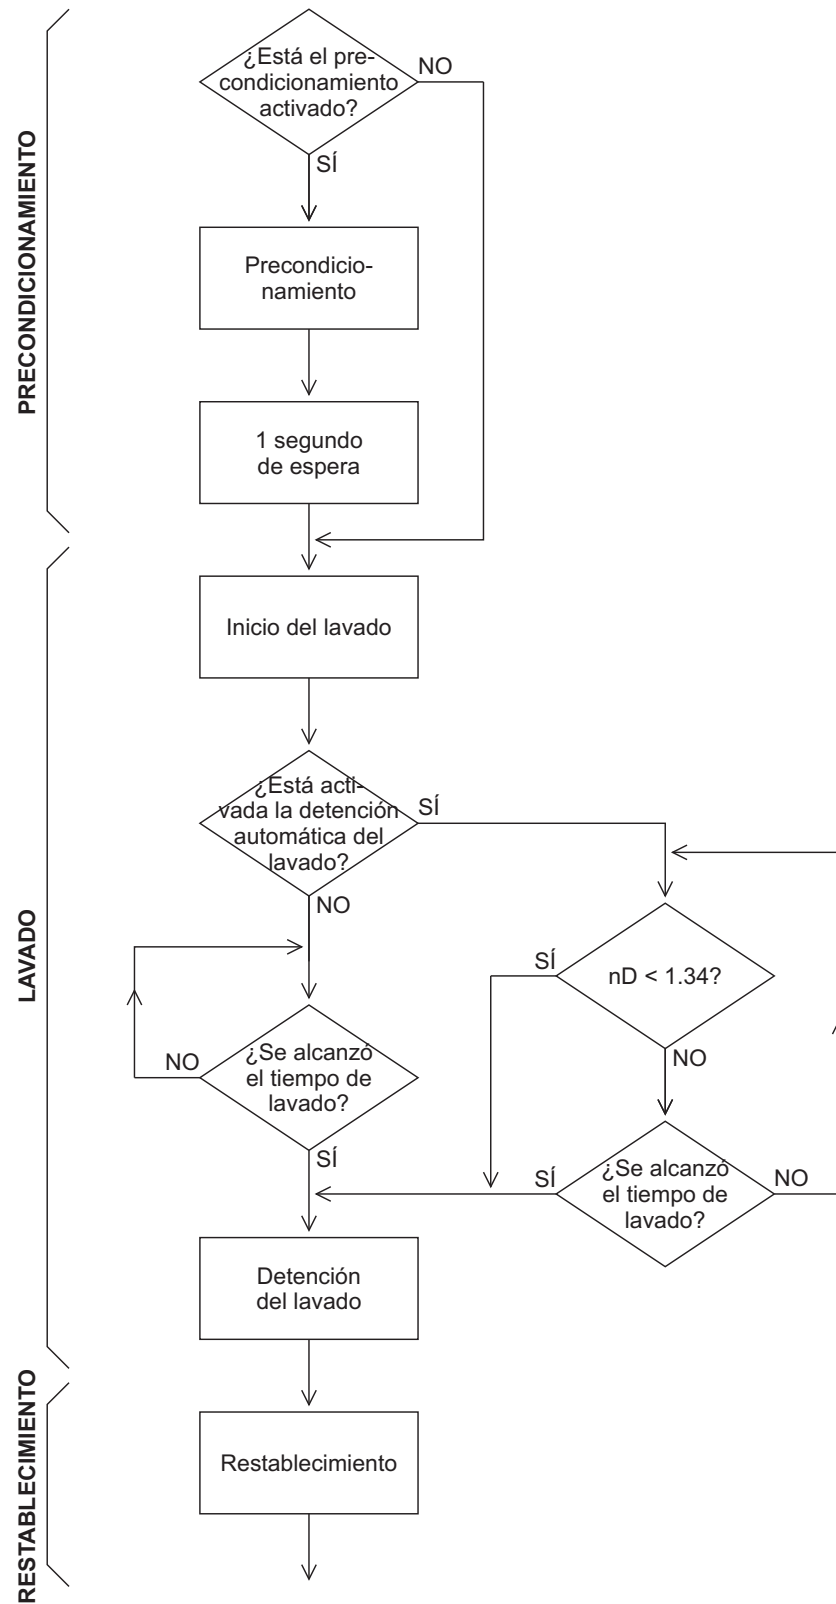 PRECONDICIONAMIENTO
¿Está el pre-
condicionamiento
activado?
NO
SÍ
Precondicio-
namiento
1 segundo
de espera
LAVADO
Inicio del lavado
¿Está acti-
vada la detención
automática del
lavado?
SÍ
NO
SÍ
nD < 1.34?
NO
NO
¿Se alcanzó
el tiempo de
lavado?
SÍ
SÍ
¿Se alcanzó
el tiempo de
lavado?
NO
Detención
del lavado
RESTABLECIMIENTO
Restablecimiento